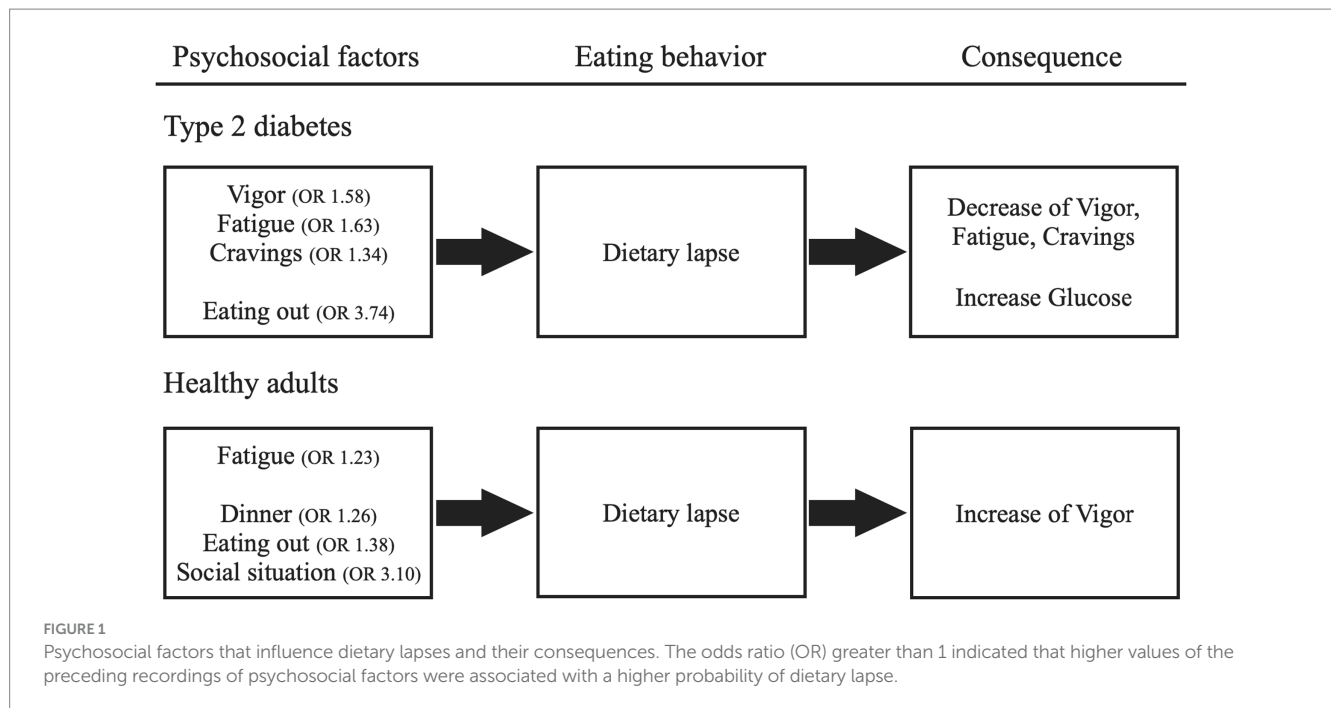 Psychosocial factors Eating behavior Consequence
Type 2 diabetes
Vigor (OR 1.58)
Fatigue (OR 1.63)
Cravings (OR 1.34)
Eating out (OR 3.74)
Dietary lapse
Decrease of Vigor,
Fatigue, Cravings
Increase Glucose
Healthy adults
Fatigue (OR 1.23)
Dinner (OR 1.26)
Eating out (OR 1.38)
Social situation (OR 3.10)
Dietary lapse
Increase of Vigor
FIGURE 1
Psychosocial factors that influence dietary lapses and their consequences. The odds ratio (OR) greater than 1 indicated that higher values of the
preceding recordings of psychosocial factors were associated with a higher probability of dietary lapse.